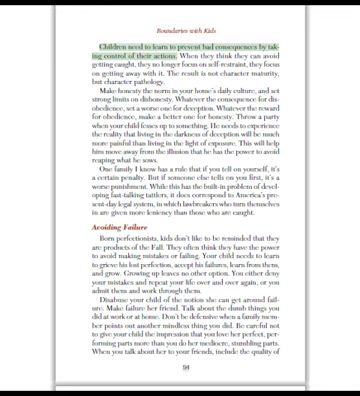 Boundaries with Kids
Children need to learn to prevent bad consequences by tak-
ing control of their actions. When they think they can avoid
getting caught, they no longer focus on self-restraint, they focus
on getting away with it. The result is not character maturity,
but character pathology.
Make honesty the norm in your home's daily culture, and set
strong limits on dishonesty. Whatever the consequence for dis-
obedience, set a worse one for deception. Whatever the reward
for obedience, make a better one for honesty. Throw a party
when your child fesses up to something. He needs to experience
the reality that living in the darkness of deception will be much
more painful than living in the light of exposure. This will help
him move away from the illusion that he has the power to avoid
reaping what he sows.
One family I know has a rule that if you tell on yourself, it's
a certain penalty. But if someone else tells on you first, it's a
worse punishment. While this has the built-in problem of devel-
oping fast-talking tattlers, it does correspond to America's pre-
sent-day legal system, in which lawbreakers who turn themselves
in are given more leniency than those who are caught.
Avoiding Failure
Born perfectionists, kids don't like to be reminded that they
are products of the Fall. They often think they have the power
to avoid making mistakes or failing. Your child needs to learn
to grieve his lost perfection, accept his failures, learn from them,
and grow. Growing up leaves no other option. You either deny
your mistakes and repeat your life over and over again, or you
admit them and work through them.
Disabuse your child of the notion she can get around fail-
ure. Make failure her friend. Talk about the dumb things you
did at work or at home. Don't be defensive when a family mem-
ber points out another mindless thing you did. Be careful not
to give your child the impression that you love her perfect, per-
forming parts more than you do her mediocre, stumbling parts.
When you talk about her to your friends, include the quality of
94